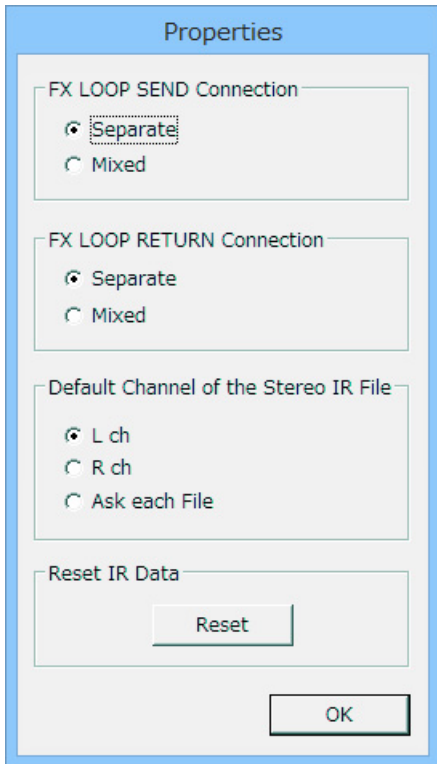 Properties
FX LOOP SEND Connection
Separate
Mixed
FX LOOP RETURN Connection
Separate
Mixed
Default Channel of the Stereo IR File
L ch
R ch
Ask each File
Reset IR Data
Reset
OK